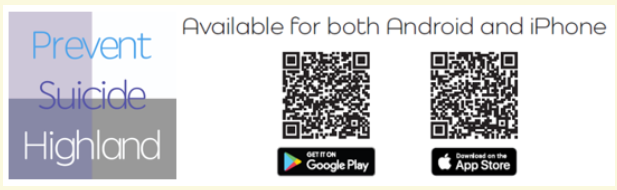 Prevent
Suicide
Highland
Available for both Android and iPhone
GET IT ON
Google Play
Download on the
App Store